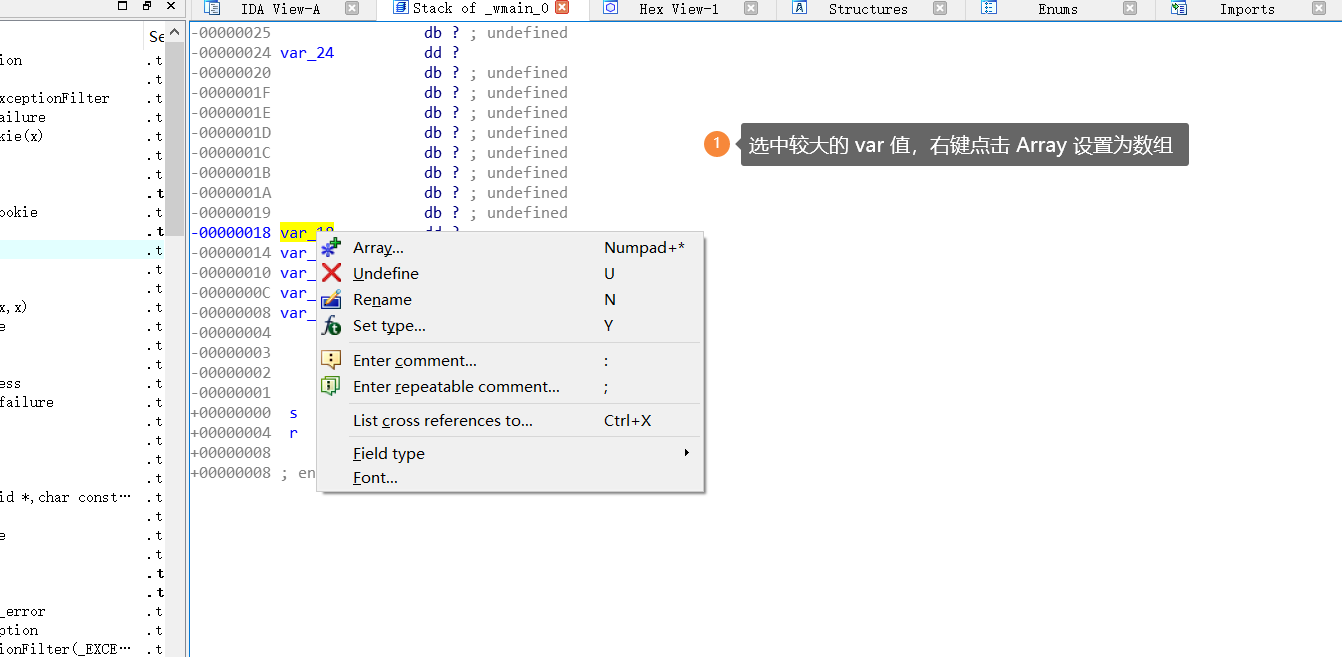 IDA View-A
Stack of _wmain_0
Hex View-1
Structures
Enums
Imports
Se
ion .t
.t
xceptionFilter .t
ailure .t
kie(x) .t
.t
.t
.t
ookie .t
.t
.t
.t
.t
x,x) .t
e .t
.t
.t
ess .t
failure .t
.t
.t
.t
.t
id *,char const… .t
.t
e .t
.t
.t
.t
_error .t
ption .t
ionFilter(_EXCE… .t
-00000025 db ? ; undefined
-00000024 var_24 dd ?
-00000020 db ? ; undefined
-0000001F db ? ; undefined
-0000001E db ? ; undefined
-0000001D db ? ; undefined
-0000001C db ? ; undefined
-0000001B db ? ; undefined
-0000001A db ? ; undefined
-00000019 db ? ; undefined
-00000018 var_18 dd ?
-00000014 var_
-00000010 var_
-0000000C var_
-00000008 var_
-00000004
-00000003
-00000002
-00000001
+00000000 s
+00000004 r
+00000008
+00000008 ; en
Array... Numpad+*
Undefine U
Rename N
Set type... Y
Enter comment... :
Enter repeatable comment... ;
List cross references to... Ctrl+X
Field type
Font...
1 选中较大的 var 值，右键点击 Array 设置为数组